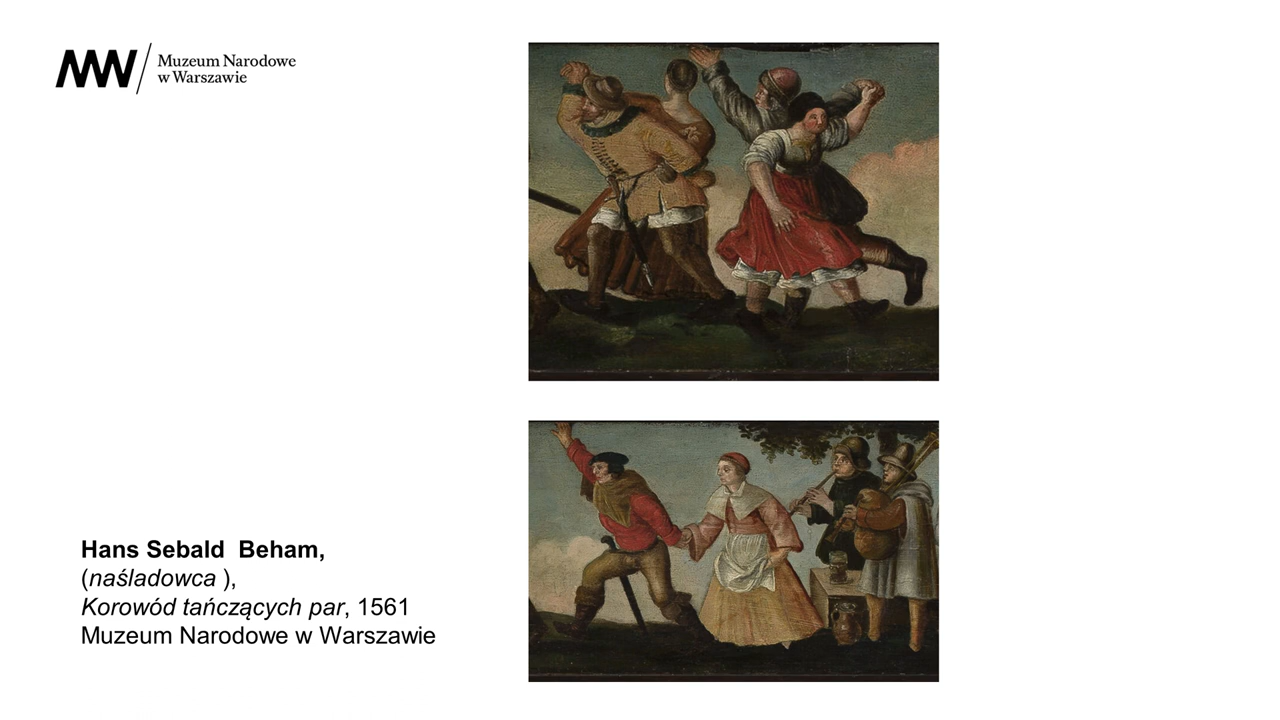 MW/ Muzeum Narodowe
w Warszawie
Hans Sebald Beham,
(naśladowca ),
Korowód tańczących par, 1561
Muzeum Narodowe w Warszawie